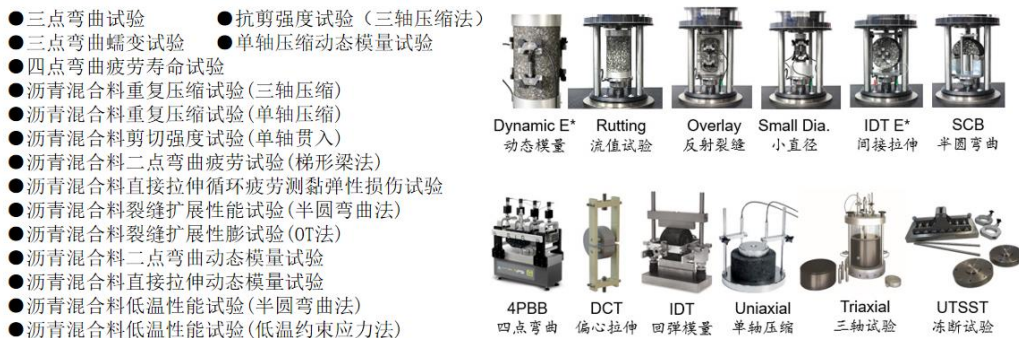 ●三点弯曲试验 ●抗剪强度试验（三轴压缩法）
●三点弯曲蠕变试验 ●单轴压缩动态模量试验
●四点弯曲疲劳寿命试验
●沥青混合料重复压缩试验(三轴压缩)
●沥青混合料重复压缩试验(单轴压缩)
●沥青混合料剪切强度试验(单轴贯入)
●沥青混合料二点弯曲疲劳试验(梯形梁法)
●沥青混合料直接拉伸循环疲劳测黏弹性损伤试验
●沥青混合料裂缝扩展性能试验(半圆弯曲法)
●沥青混合料裂缝扩展性膨试验(OT法)
●沥青混合料二点弯曲动态模量试验
●沥青混合料直接拉伸动态模量试验
●沥青混合料低温性能试验(半圆弯曲法)
●沥青混合料低温性能试验(低温约束应力法)
Dynamic E* Rutting Overlay Small Dia. IDT E* SCB
动态模量 流值试验 反射裂缝 小直径 间接拉伸 半圆弯曲
4PBB DCT IDT Uniaxial Triaxial UTSST
四点弯曲 偏心拉伸 回弹模量 单轴压缩 三轴试验 冻断试验